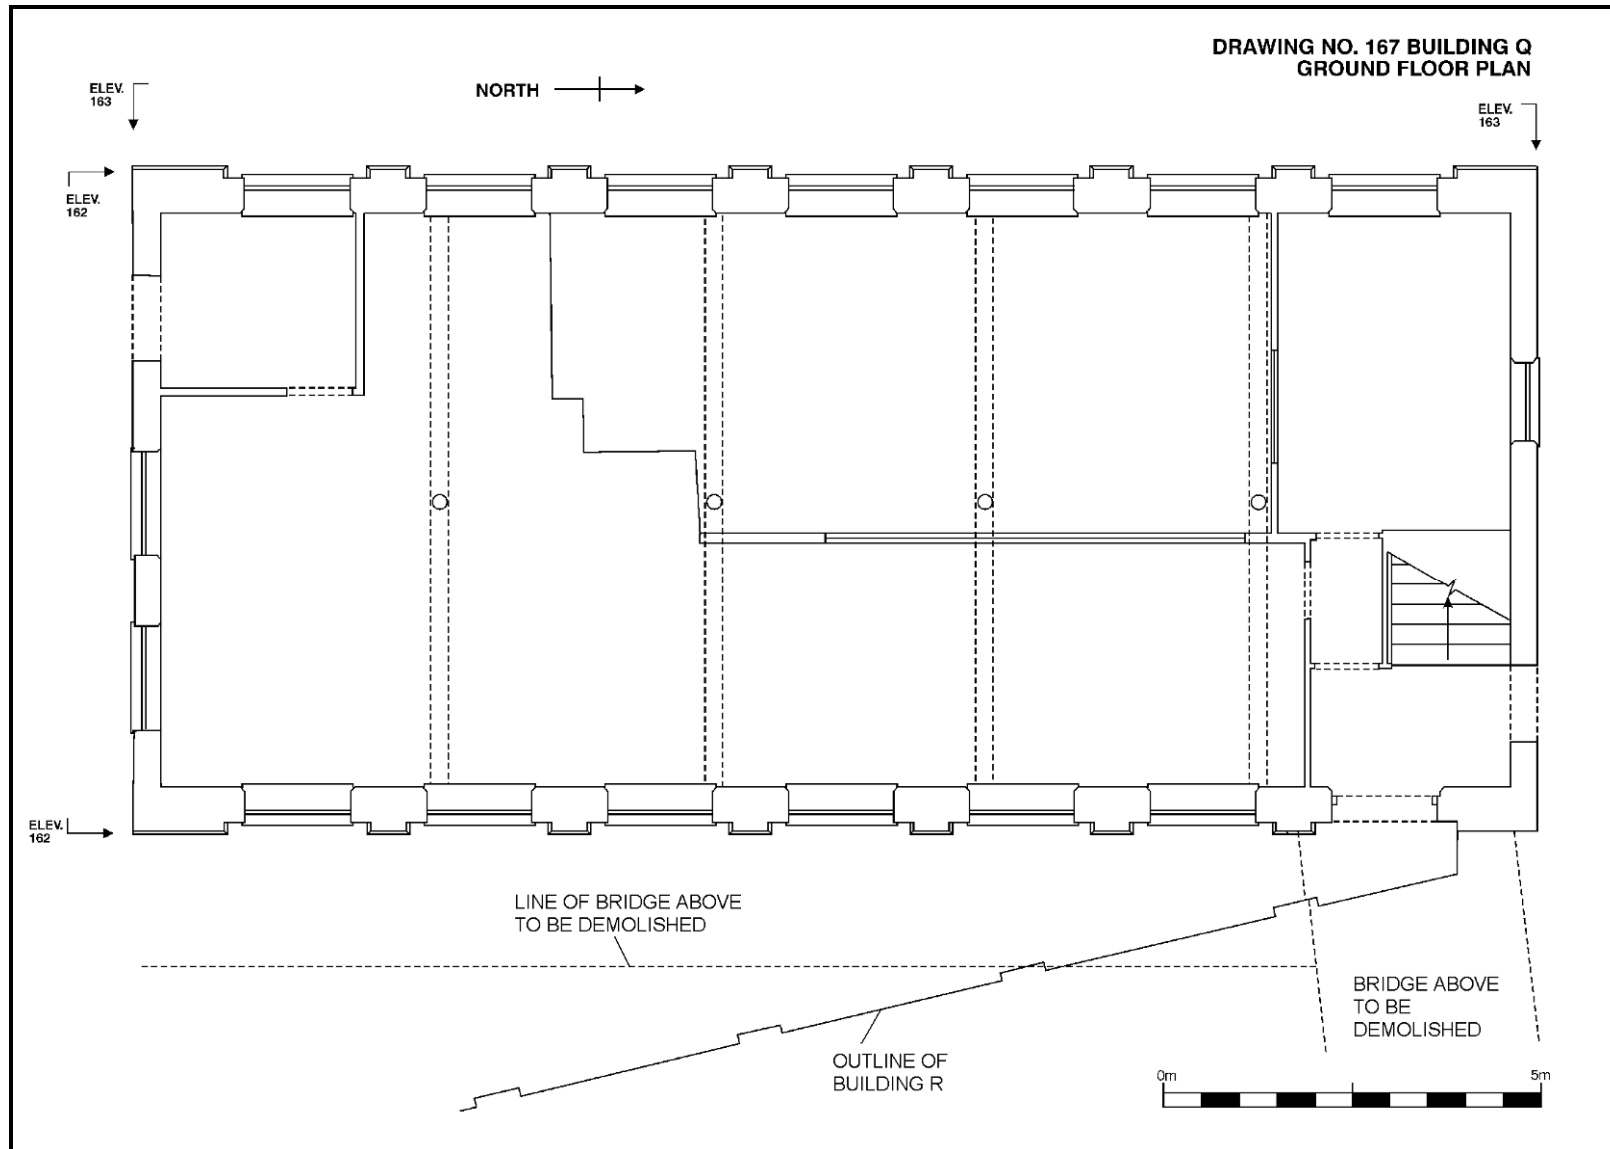 DRAWING NO. 167 BUILDING Q
GROUND FLOOR PLAN
ELEV.
163
NORTH
ELEV.
163
ELEV.
162
ELEV.
162
LINE OF BRIDGE ABOVE
TO BE DEMOLISHED
BRIDGE ABOVE
TO BE
DEMOLISHED
OUTLINE OF
BUILDING R
0m
5m